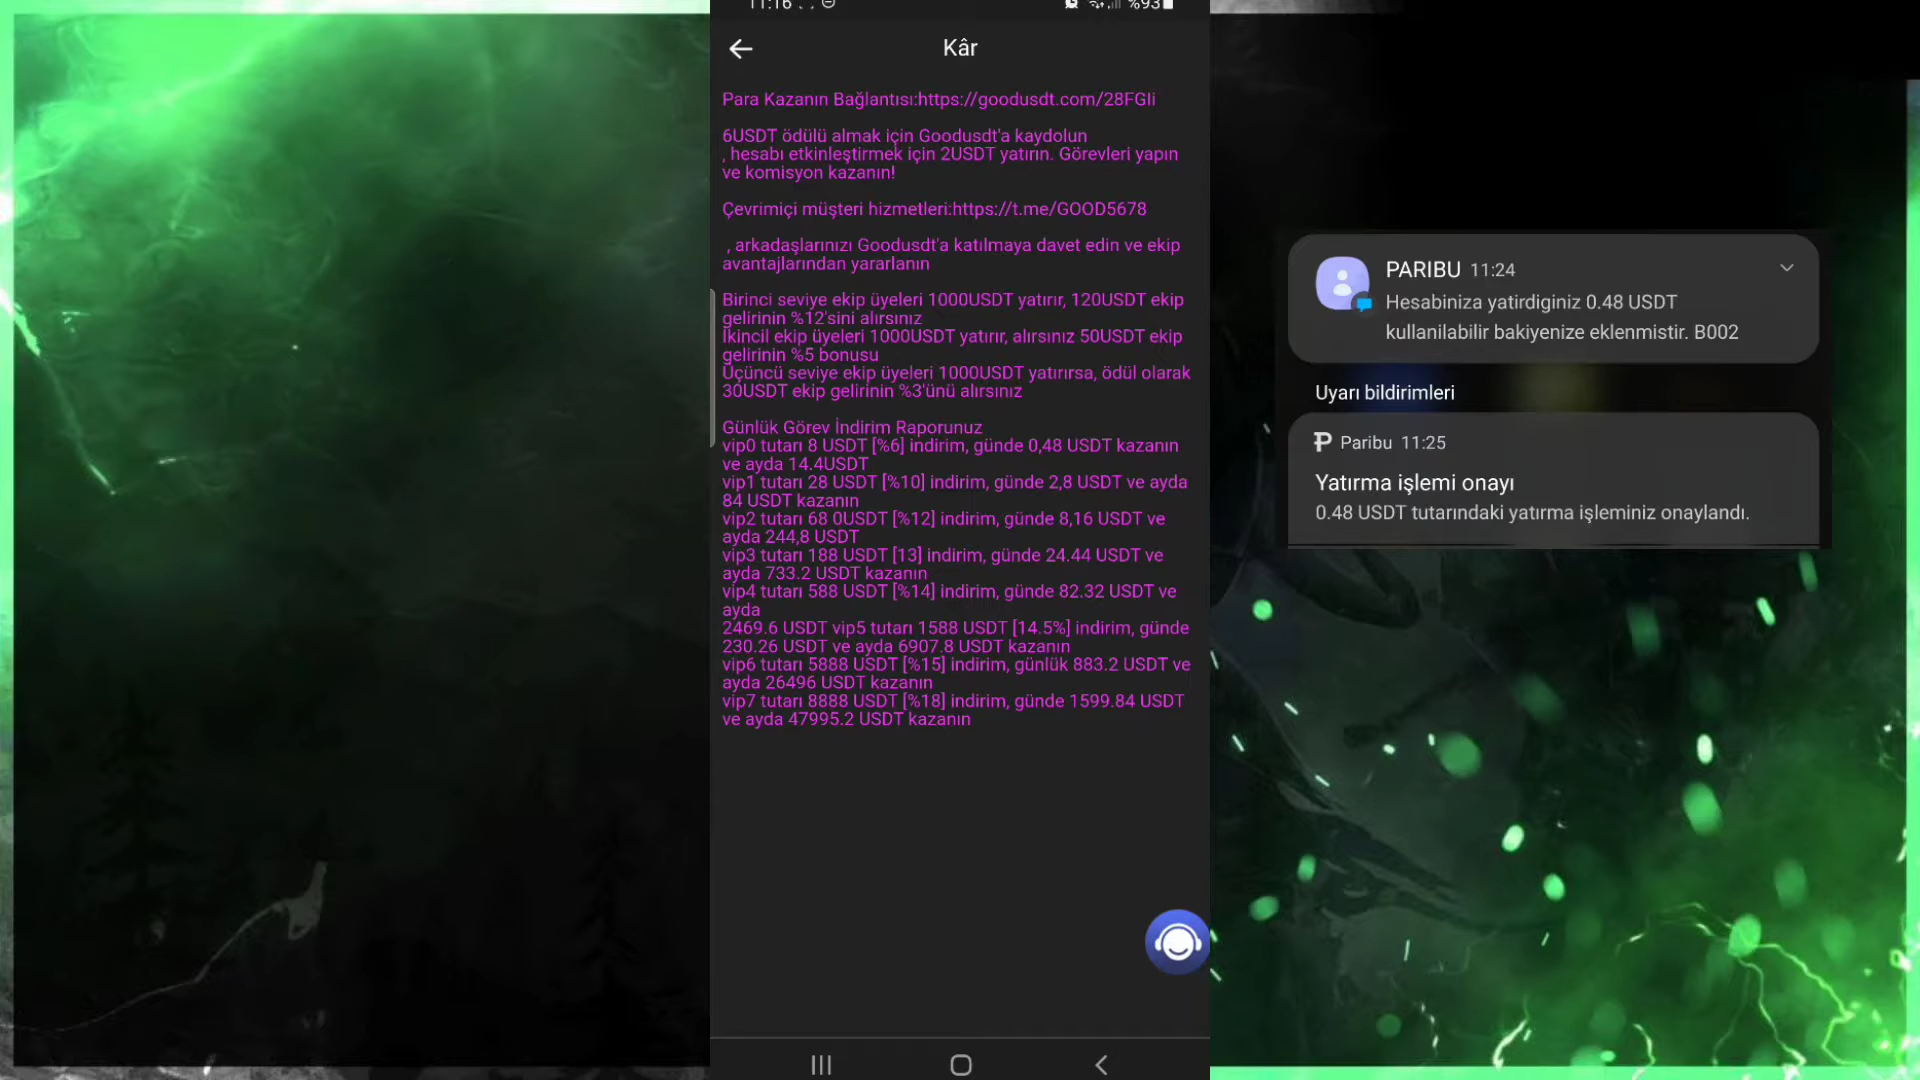 11:16
%93
Kâr
Para Kazanın Bağlantısı:https://goodusdt.com/28FGIi
6USDT ödülü almak için Goodusdt'a kaydolun
, hesabı etkinleştirmek için 2USDT yatırın. Görevleri yapın
ve komisyon kazanın!
Çevrimiçi müşteri hizmetleri:https://t.me/GOOD5678
, arkadaşlarınızı Goodusdt'a katılmaya davet edin ve ekip
avantajlarından yararlanın
Birinci seviye ekip üyeleri 1000USDT yatırır, 120USDT ekip
gelirinin %12'sini alırsınız
İkincil ekip üyeleri 1000USDT yatırır, alırsınız 50USDT ekip
gelirinin %5 bonusu
Üçüncü seviye ekip üyeleri 1000USDT yatırırsa, ödül olarak
30USDT ekip gelirinin %3'ünü alırsınız
Günlük Görev İndirim Raporunuz
vip0 tutarı 8 USDT [%6] indirim, günde 0,48 USDT kazanın
ve ayda 14.4USDT
vip1 tutarı 28 USDT [%10] indirim, günde 2,8 USDT ve ayda
84 USDT kazanın
vip2 tutarı 68 0USDT [%12] indirim, günde 8,16 USDT ve
ayda 244,8 USDT
vip3 tutarı 188 USDT [13] indirim, günde 24.44 USDT ve
ayda 733.2 USDT kazanın
vip4 tutarı 588 USDT [%14] indirim, günde 82.32 USDT ve
ayda
2469.6 USDT vip5 tutarı 1588 USDT [14.5%] indirim, günde
230.26 USDT ve ayda 6907.8 USDT kazanın
vip6 tutarı 5888 USDT [%15] indirim, günlük 883.2 USDT ve
ayda 26496 USDT kazanın
vip7 tutarı 8888 USDT [%18] indirim, günde 1599.84 USDT
ve ayda 47995.2 USDT kazanın
PARIBU 11:24
Hesabiniza yatirdiginiz 0.48 USDT
kullanilabilir bakiyenize eklenmistir. B002
Uyarı bildirimleri
Paribu 11:25
Yatırma işlemi onayı
0.48 USDT tutarındaki yatırma işleminiz onaylandı.